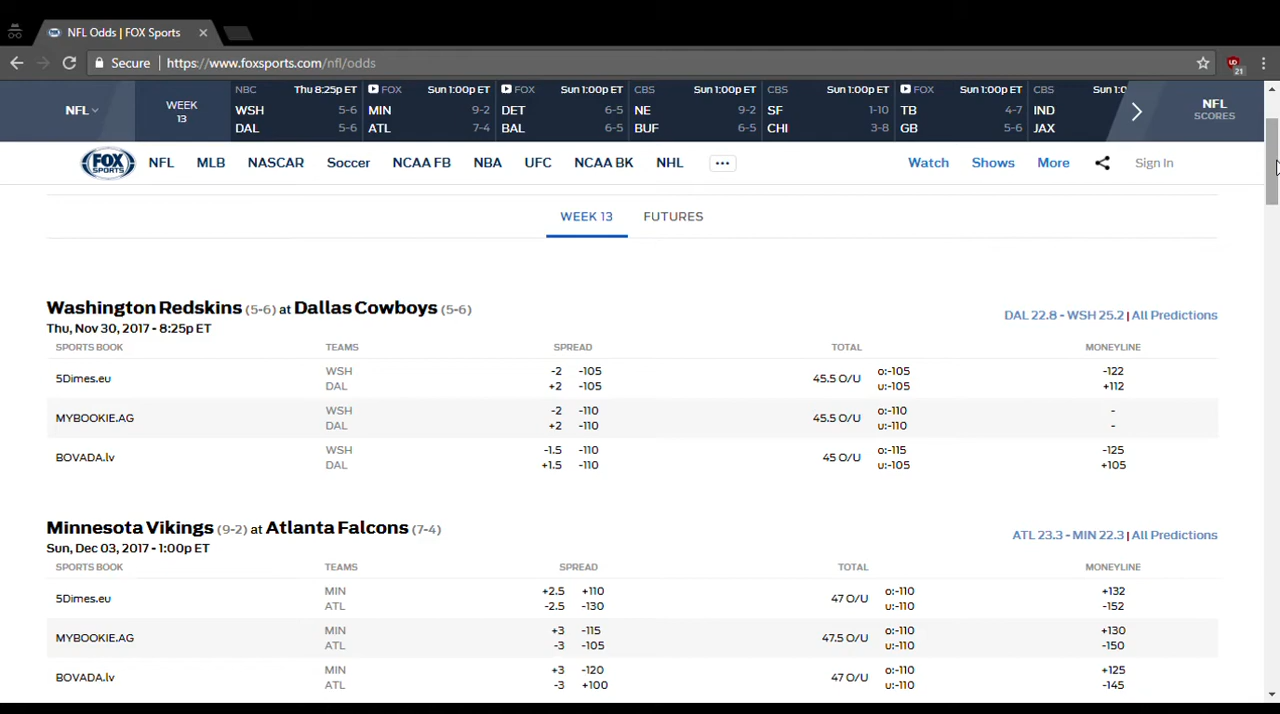 NFL Odds | FOX Sports
Secure https://www.foxsports.com/nfl/odds
21
NFL
WEEK
13
NBC Thu 8:25p ET
WSH 5-6
DAL 5-6
FOX Sun 1:00p ET
MIN 9-2
ATL 7-4
FOX Sun 1:00p ET
DET 6-5
BAL 6-5
CBS Sun 1:00p ET
NE 9-2
BUF 6-5
CBS Sun 1:00p ET
SF 1-10
CHI 3-8
FOX Sun 1:00p ET
TB 4-7
GB 5-6
CBS Sun 1:0
IND
JAX
NFL
SCORES
FOX SPORTS NFL MLB NASCAR Soccer NCAA FB NBA UFC NCAA BK NHL ... Watch Shows More Sign In
WEEK 13 FUTURES
Washington Redskins (5-6) at Dallas Cowboys (5-6)
Thu, Nov 30, 2017 - 8:25p ET
DAL 22.8 - WSH 25.2 | All Predictions
SPORTS BOOK TEAMS SPREAD TOTAL MONEYLINE
5Dimes.eu
WSH -2 -105 45.5 O/U o:-105 -122
DAL +2 -105 u:-105 +112
MYBOOKIE.AG
WSH -2 -110 45.5 O/U o:-110 -
DAL +2 -110 u:-110 -
BOVADA.lv
WSH -1.5 -110 45 O/U o:-115 -125
DAL +1.5 -110 u:-105 +105
Minnesota Vikings (9-2) at Atlanta Falcons (7-4)
Sun, Dec 03, 2017 - 1:00p ET
ATL 23.3 - MIN 22.3 | All Predictions
SPORTS BOOK TEAMS SPREAD TOTAL MONEYLINE
5Dimes.eu
MIN +2.5 +110 47 O/U o:-110 +132
ATL -2.5 -130 u:-110 -152
MYBOOKIE.AG
MIN +3 -115 47.5 O/U o:-110 +130
ATL -3 -105 u:-110 -150
BOVADA.lv
MIN +3 -120 47 O/U o:-110 +125
ATL -3 +100 u:-110 -145